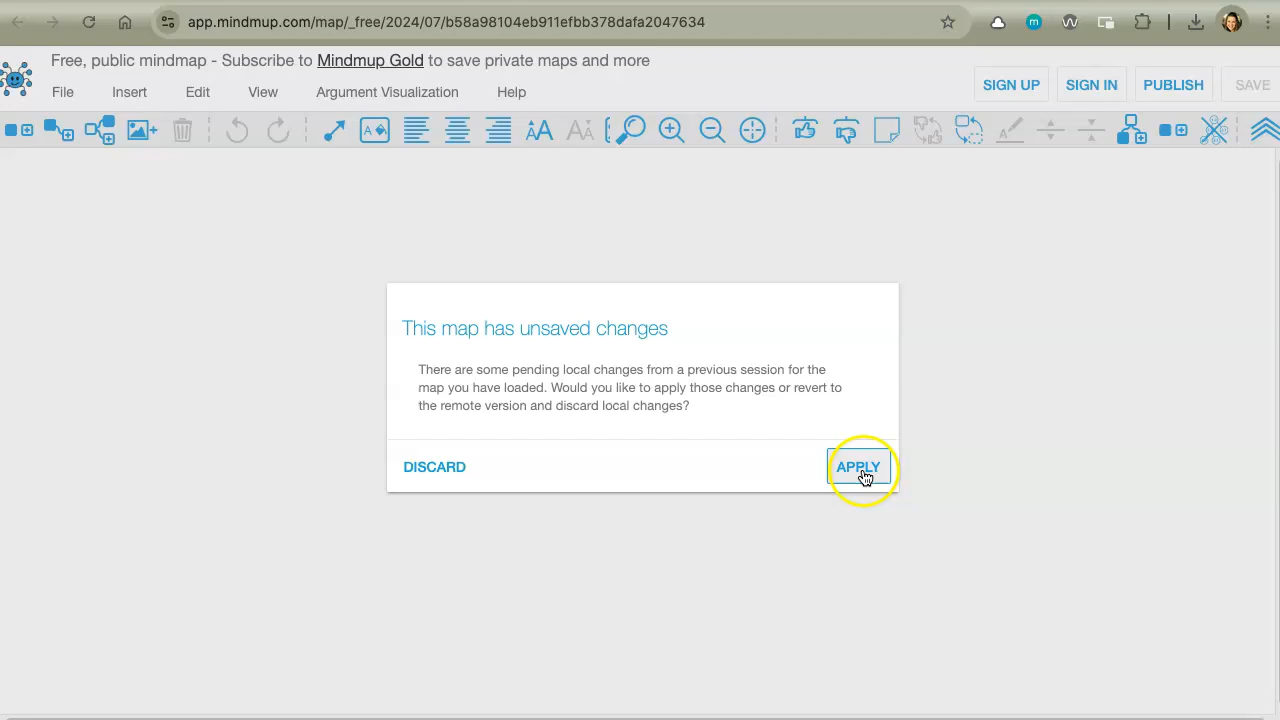 app.mindmup.com/map/_free/2024/07/b58a98104eb911efbb378dafa2047634
Free, public mindmap - Subscribe to Mindmup Gold to save private maps and more
File Insert Edit View Argument Visualization Help
SIGN UP SIGN IN PUBLISH SAVE
This map has unsaved changes
There are some pending local changes from a previous session for the
map you have loaded. Would you like to apply those changes or revert to
the remote version and discard local changes?
DISCARD APPLY